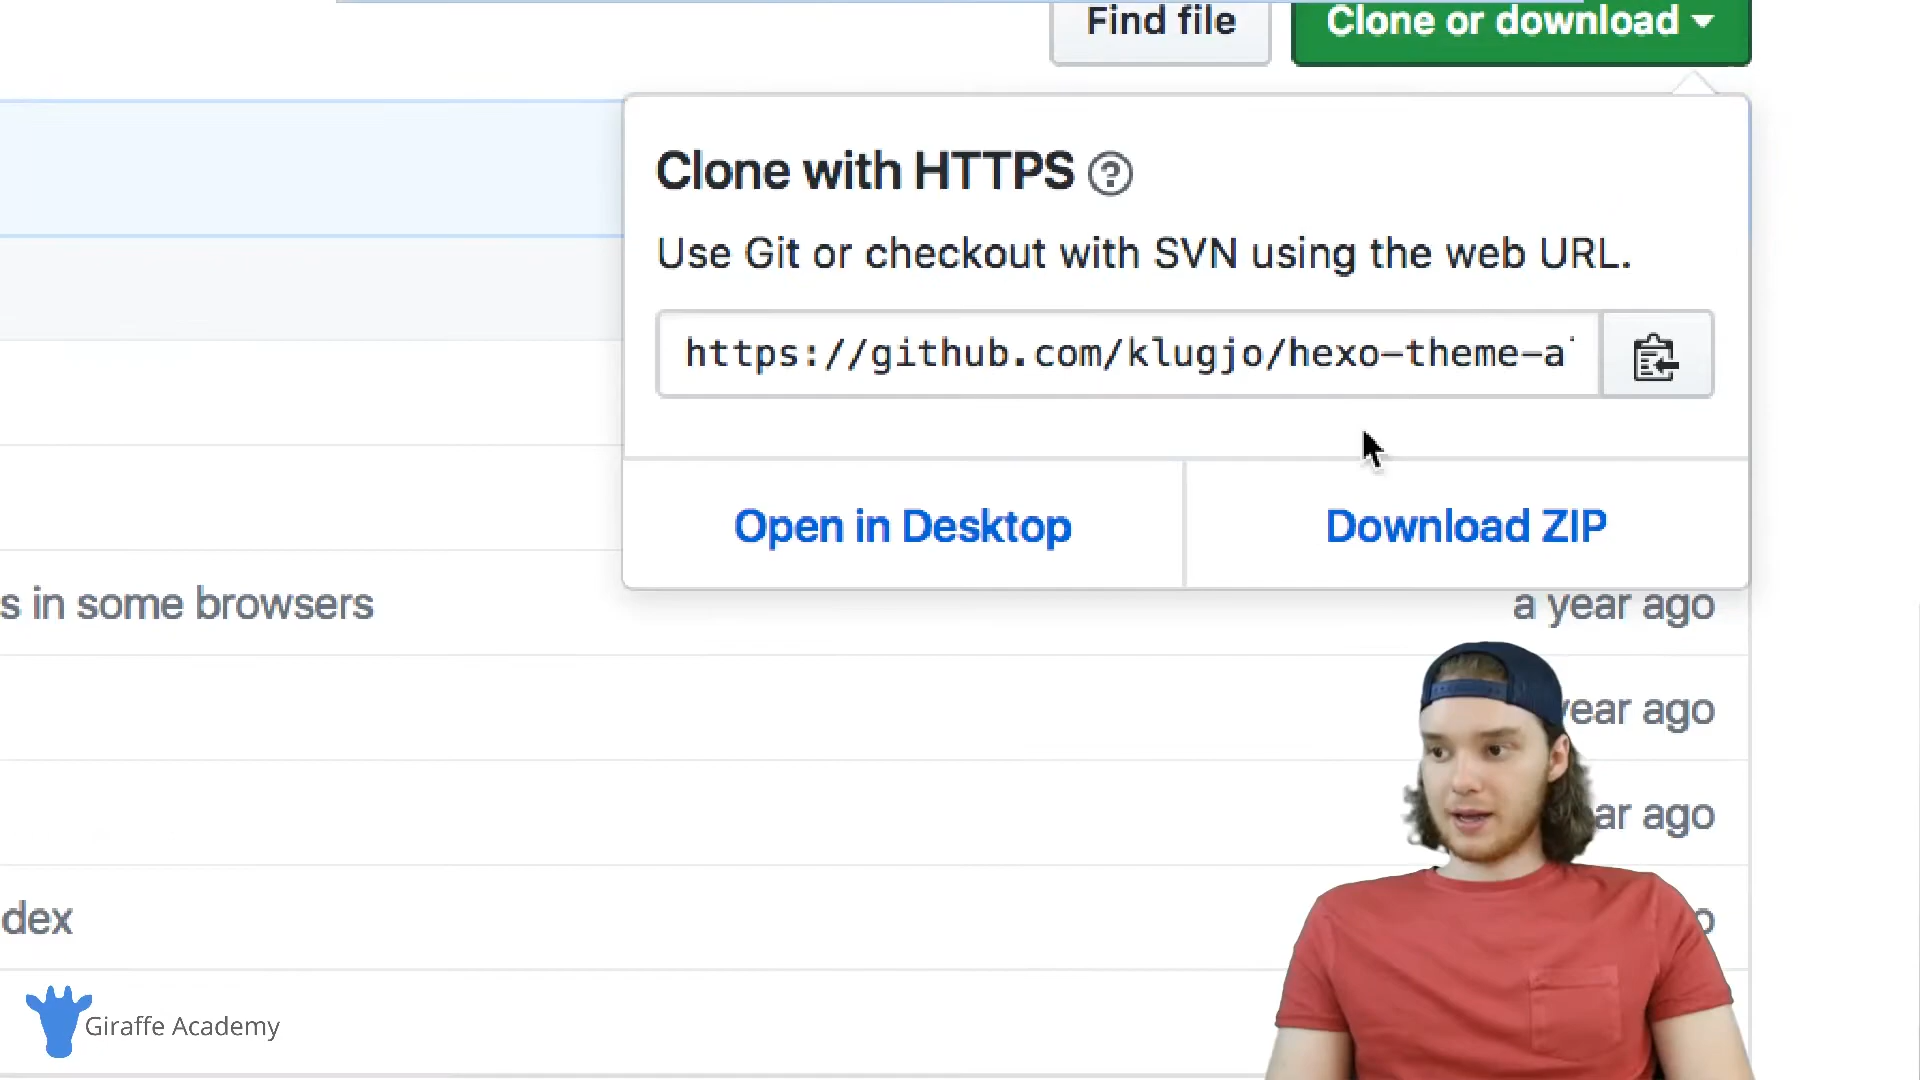 Find file
Clone or download
Clone with HTTPS
Use Git or checkout with SVN using the web URL.
https://github.com/klugjo/hexo-theme-a
Open in Desktop
Download ZIP
s in some browsers
a year ago
year ago
ar ago
dex
o
Giraffe Academy